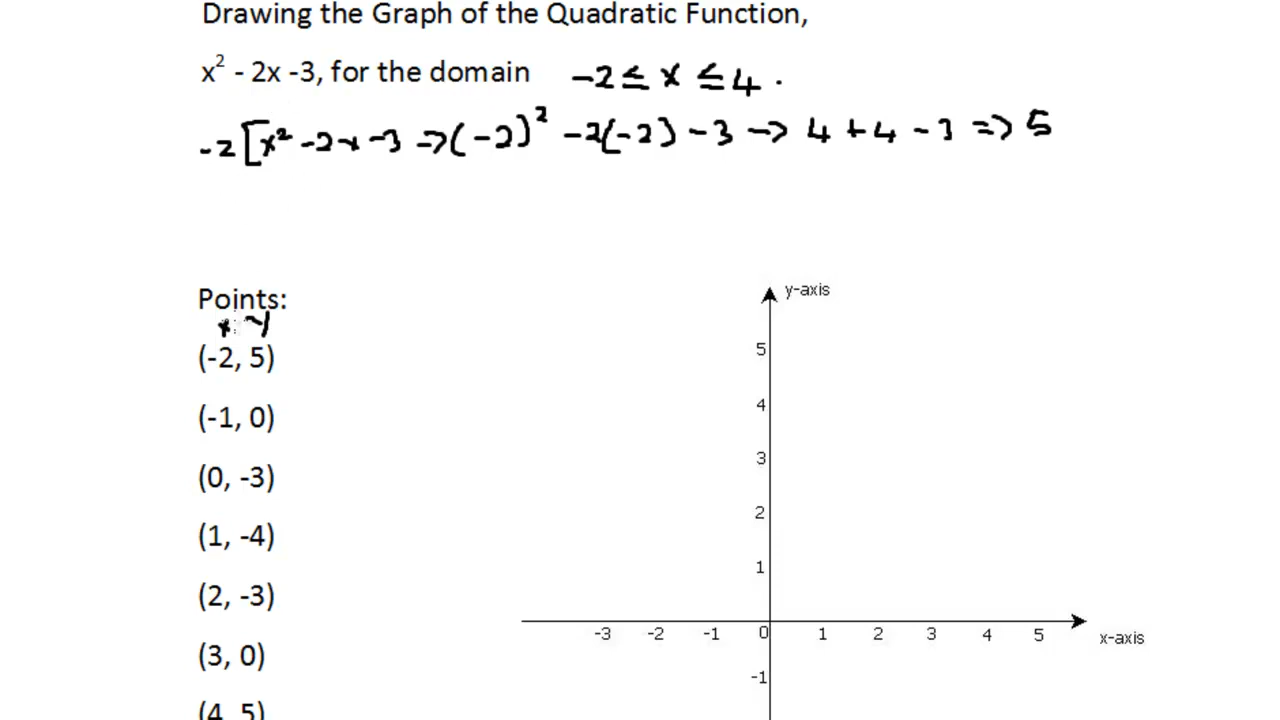 Drawing the Graph of the Quadratic Function,
x² - 2x -3, for the domain -2 ≤ x ≤ 4 .
-2 [x² -2x -3 => (-2)² -2(-2) -3 -> 4 +4 -3 => 5
Points:
x y
(-2, 5)
(-1, 0)
(0, -3)
(1, -4)
(2, -3)
(3, 0)
(4, 5)
y-axis
5
4
3
2
1
-3 -2 -1 0 1 2 3 4 5
x-axis
-1